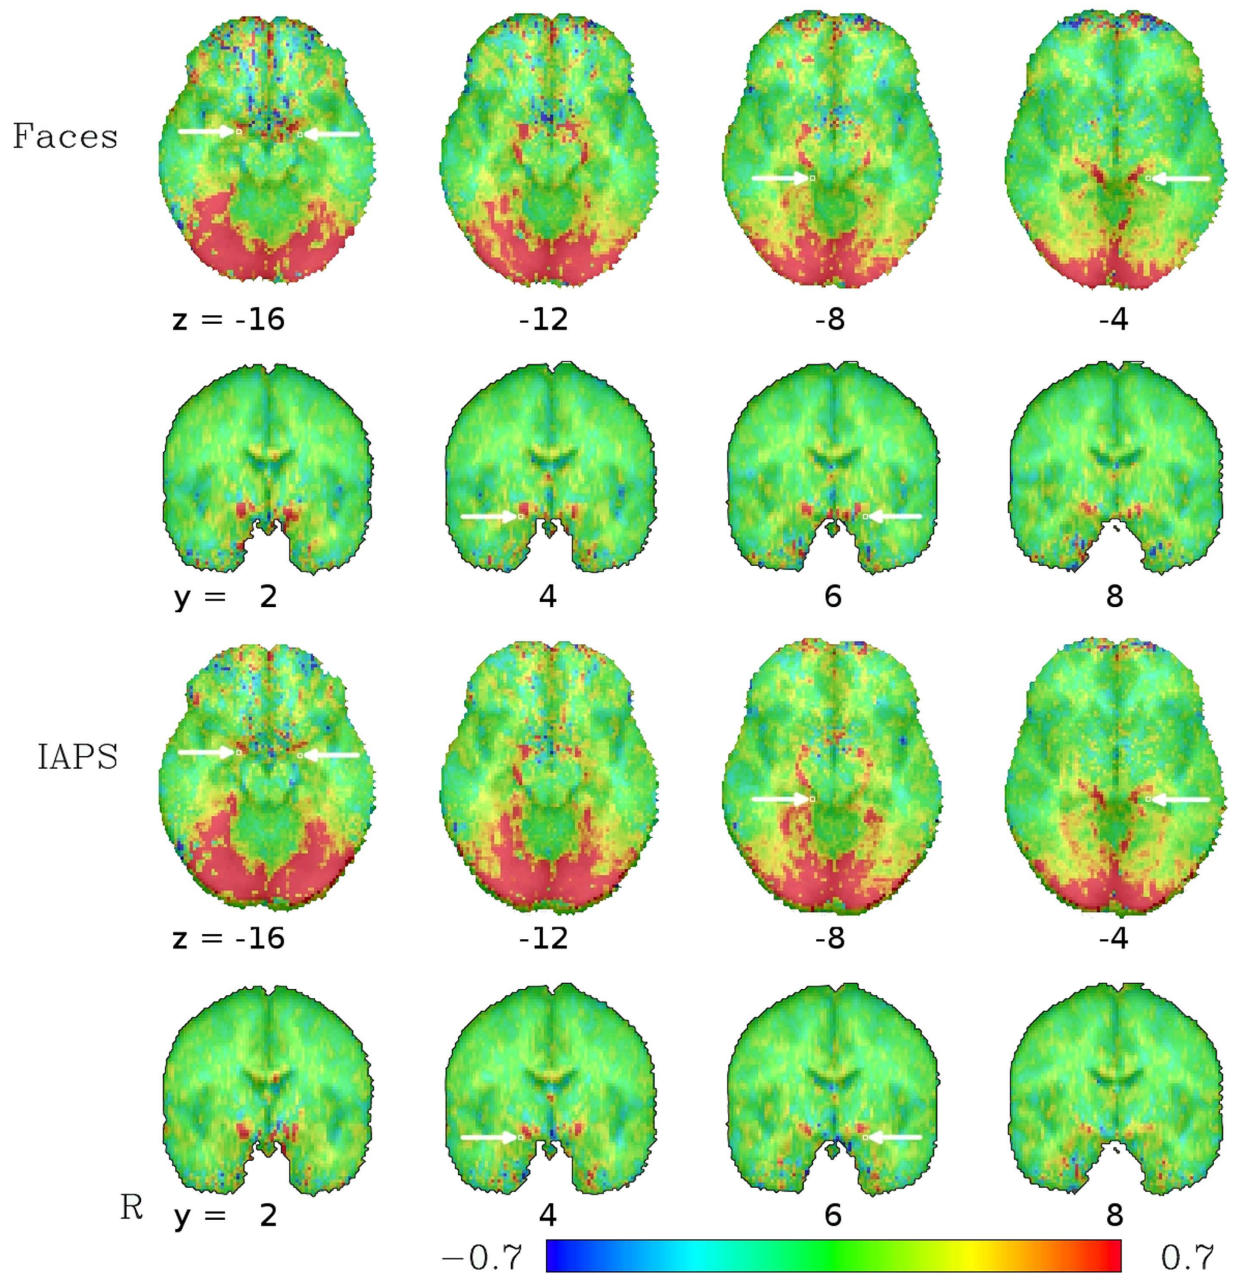 Faces
z = -16 -12 -8 -4
y = 2 4 6 8
IAPS
z = -16 -12 -8 -4
R y = 2 4 6 8
−0.7 0.7